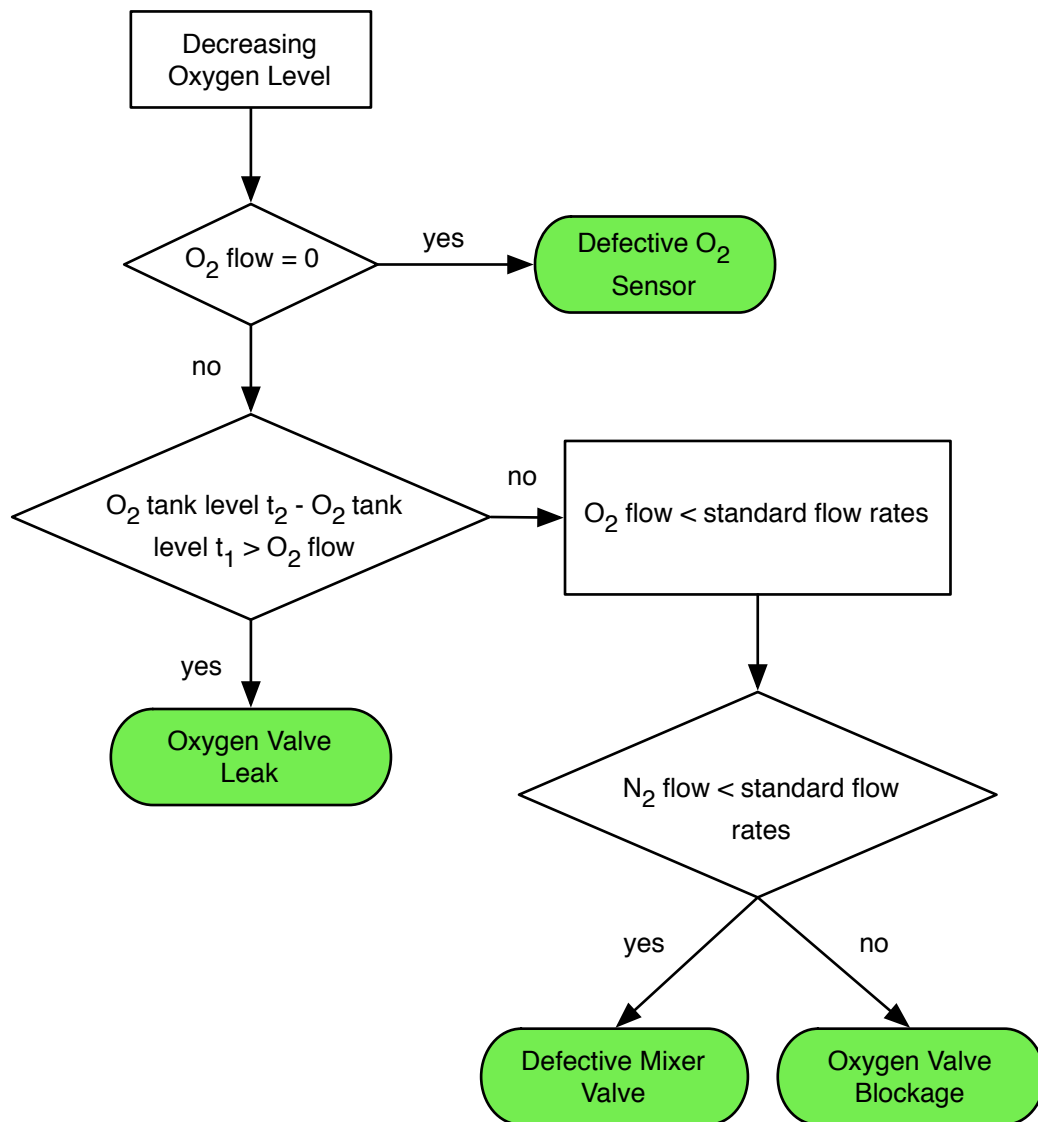 Decreasing
Oxygen Level
O₂ flow = 0
yes
Defective O₂
Sensor
no
O₂ tank level t₂ - O₂ tank
level t₁ > O₂ flow
no
O₂ flow < standard flow rates
yes
Oxygen Valve
Leak
N₂ flow < standard flow
rates
yes
no
Defective Mixer
Valve
Oxygen Valve
Blockage